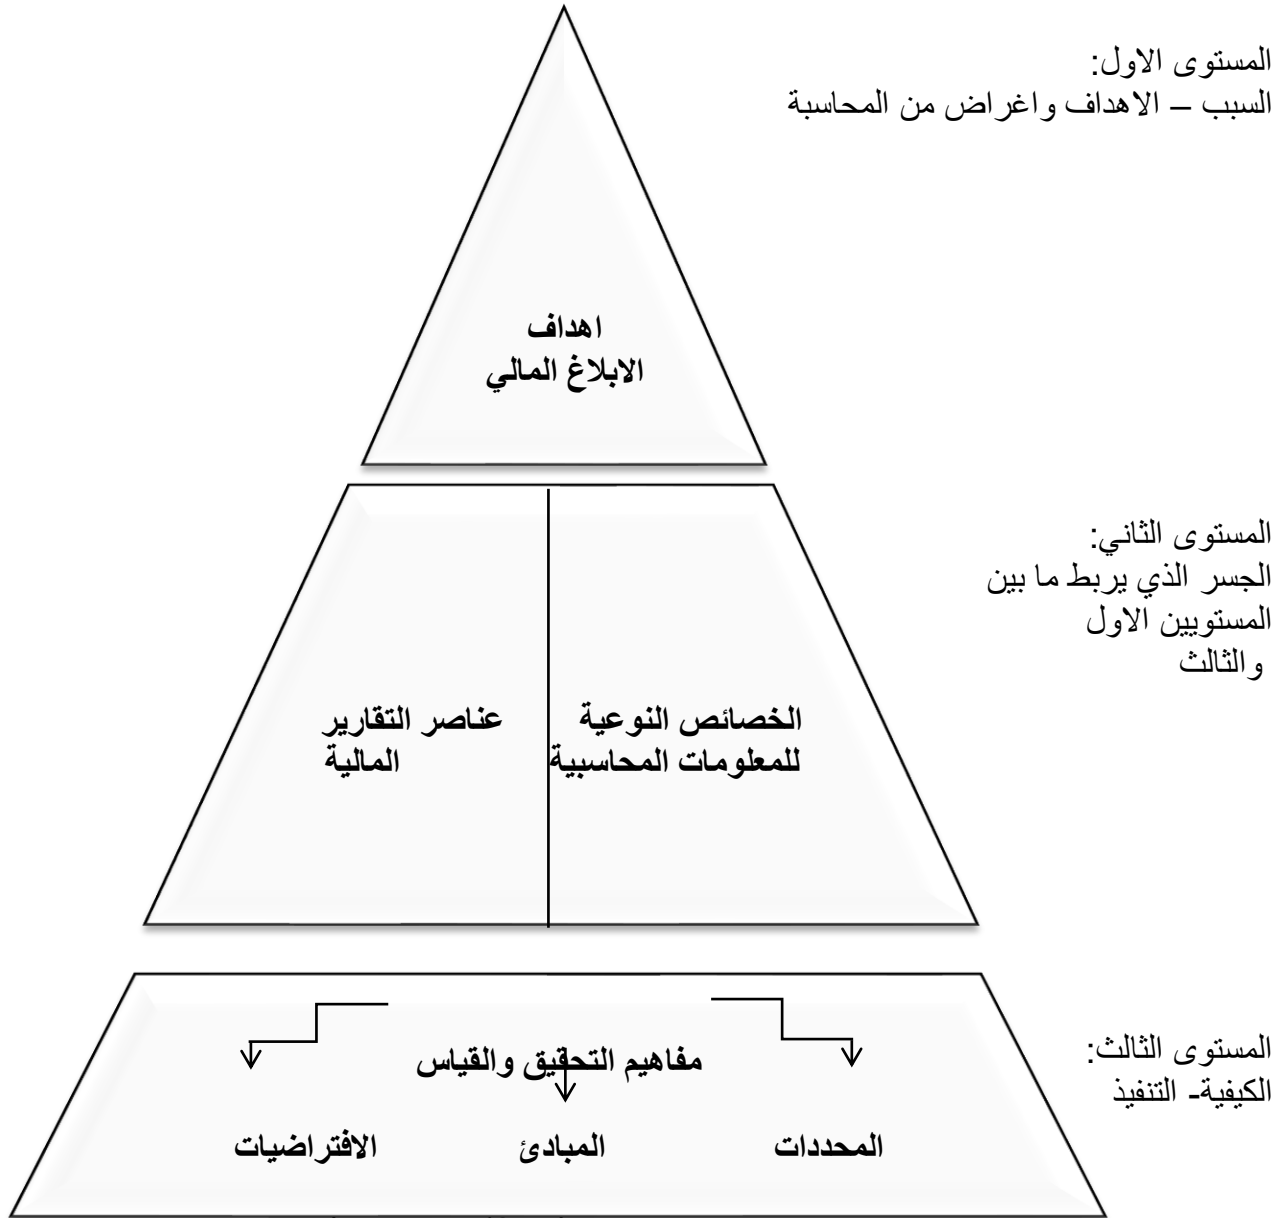 المستوى الاول:
السبب – الاهداف واغراض من المحاسبة
اهداف
الابلاغ المالي
المستوى الثاني:
الجسر الذي يربط ما بين
المستويين الاول
والثالث
الخصائص النوعية
للمعلومات المحاسبية
عناصر التقارير
المالية
المستوى الثالث:
الكيفية- التنفيذ
مفاهيم التحقيق والقياس
المحددات
المبادئ
الافتراضيات